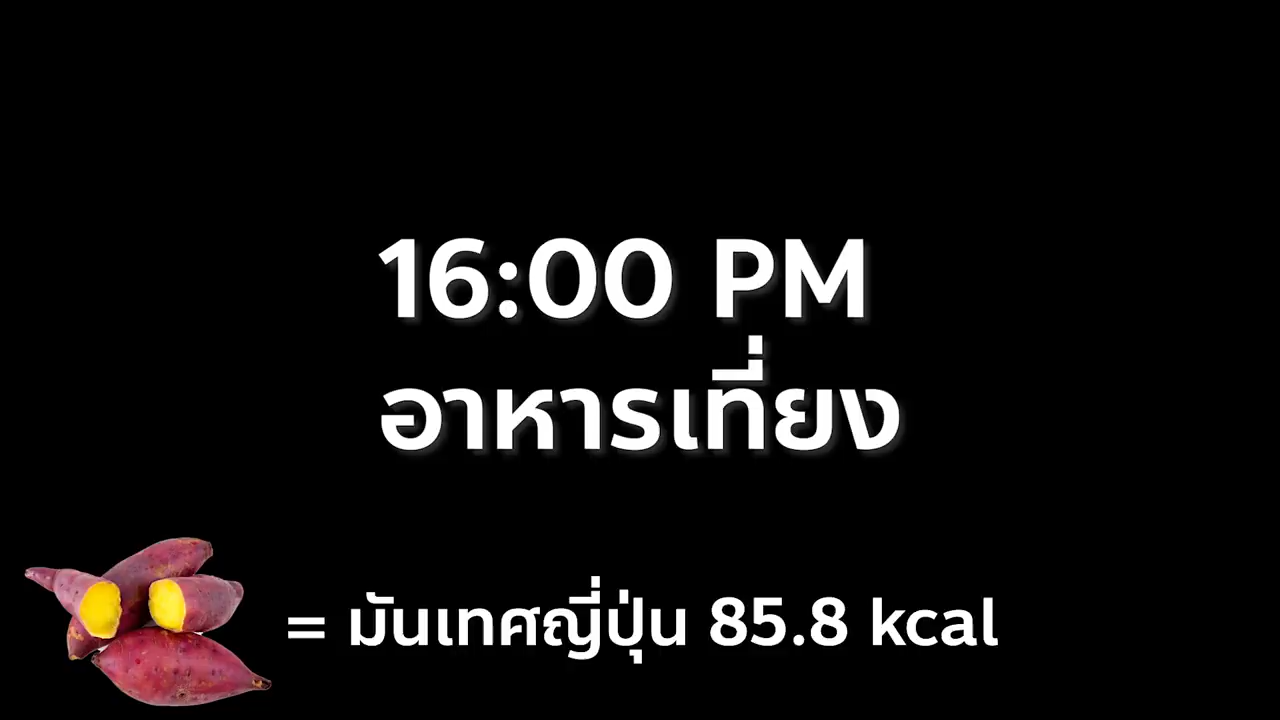 16:00 PM
อาหารเที่ยง
= มันเทศญี่ปุ่น 85.8 kcal